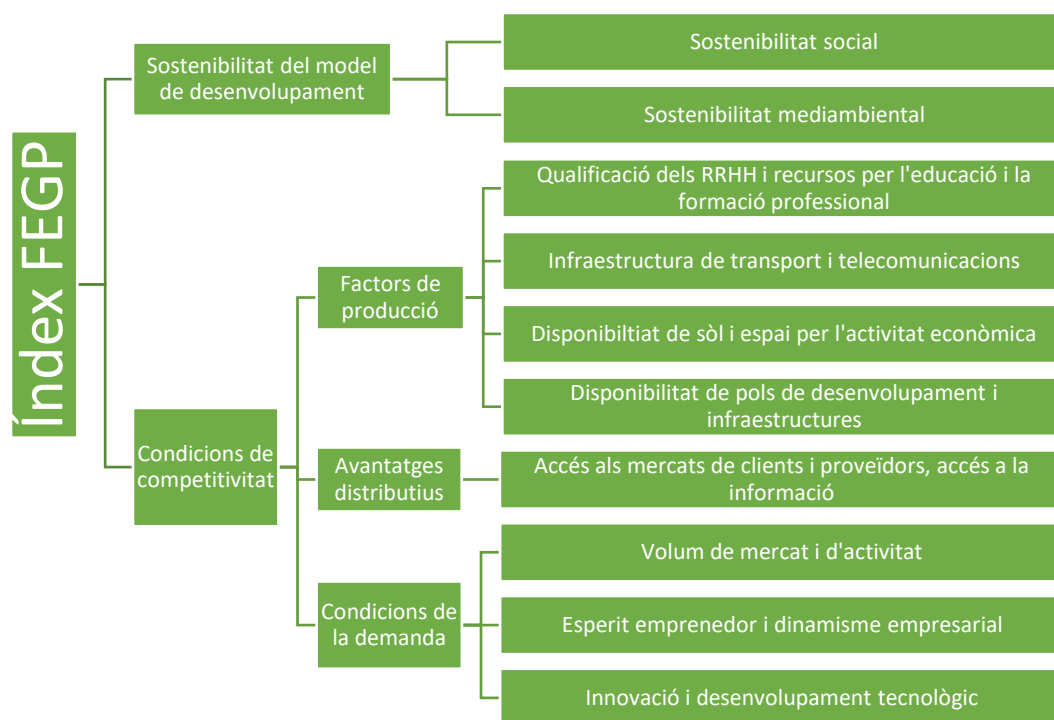 Índex FEGP
Sostenibilitat del model
de desenvolupament
Sostenibilitat social
Sostenibilitat mediambiental
Condicions de
competitivitat
Factors de
producció
Qualificació dels RRHH i recursos per l'educació i la
formació professional
Infraestructura de transport i telecomunicacions
Disponibiltiat de sòl i espai per l'activitat econòmica
Disponibilitat de pols de desenvolupament i
infraestructures
Avantatges
distributius
Accés als mercats de clients i proveïdors, accés a la
informació
Condicions de
la demanda
Volum de mercat i d'activitat
Esperit emprenedor i dinamisme empresarial
Innovació i desenvolupament tecnològic